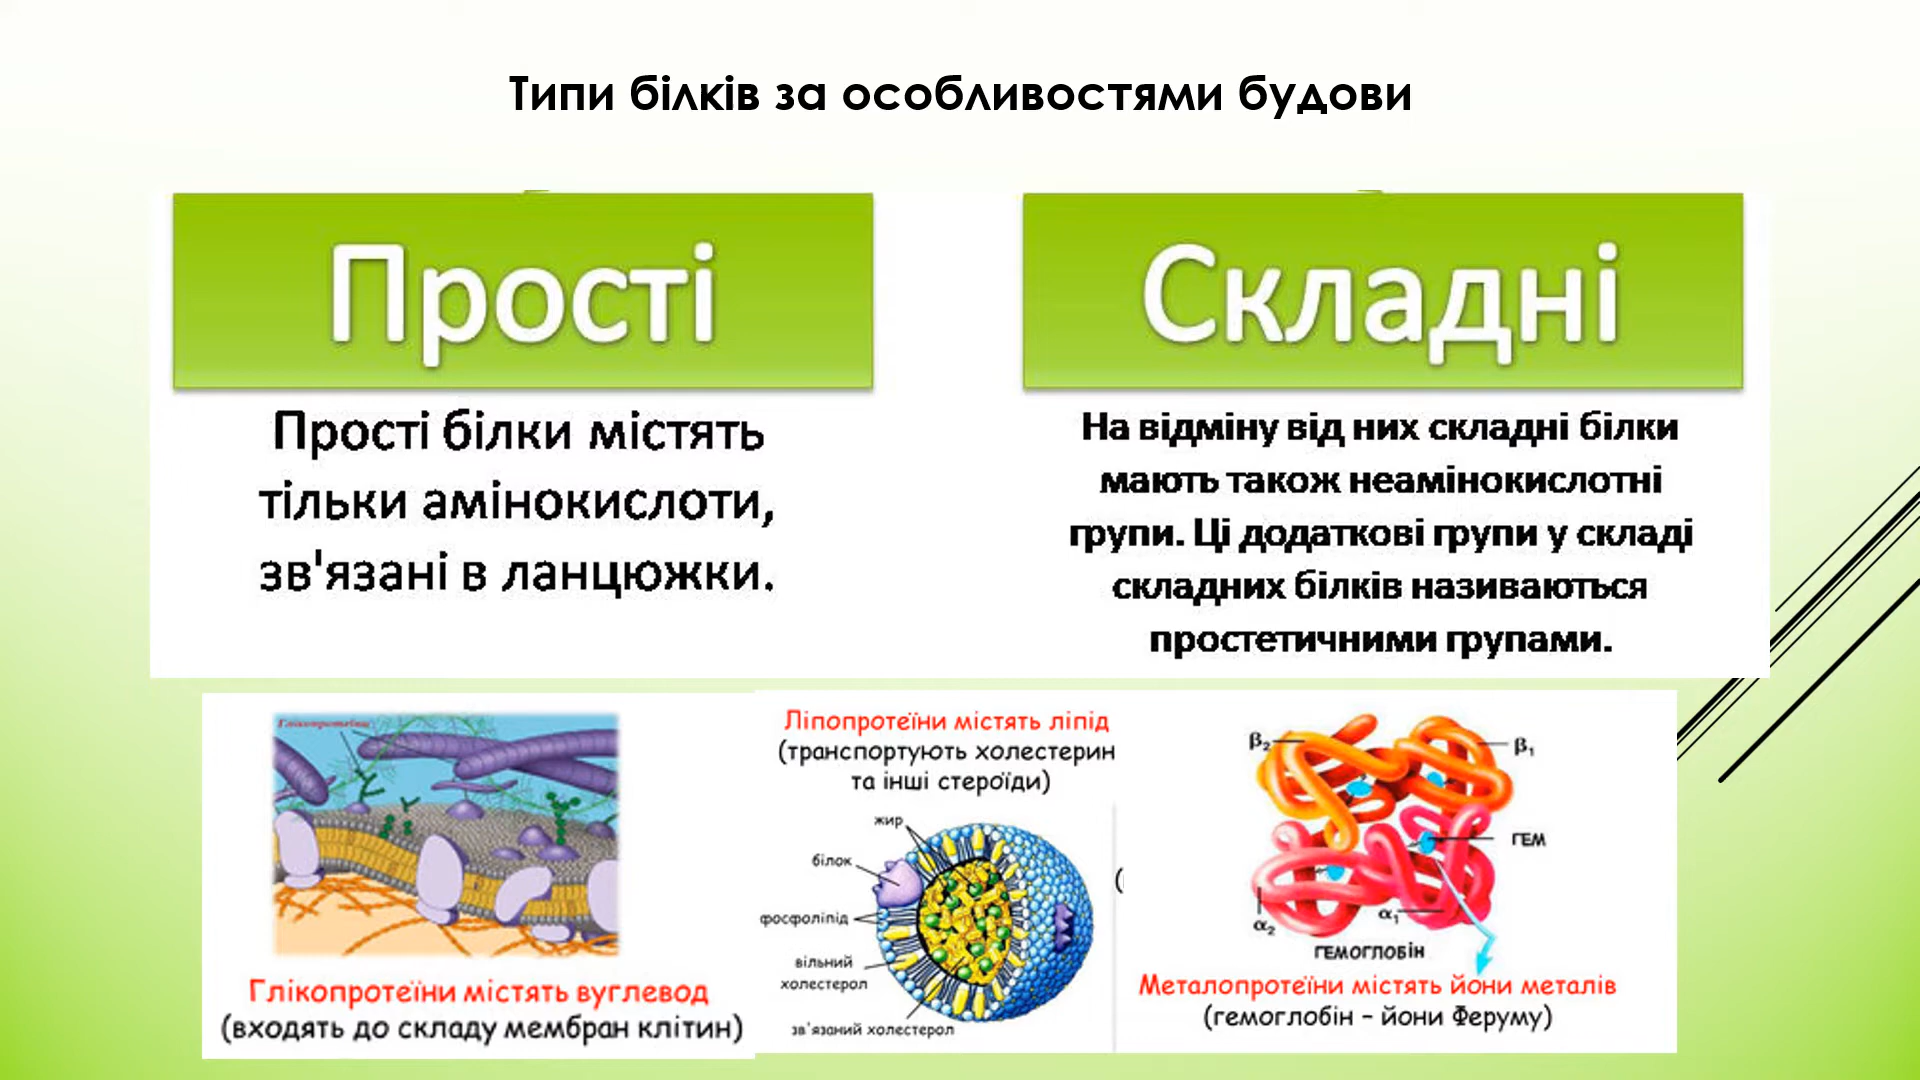 Типи білків за особливостями будови
Прості
Прості білки містять
тільки амінокислоти,
зв'язані в ланцюжки.
Складні
На відміну від них складні білки
мають також неамінокислотні
групи. Ці додаткові групи у складі
складних білків називаються
простетичними групами.
Глікопротеїни
Глікопротеїни містять вуглевод
(входять до складу мембран клітин)
Ліпопротеїни містять ліпід
(транспортують холестерин
та інші стероїди)
жир
білок
фосфоліпід
вільний
холестерол
зв'язаний холестерол
(
β2
β1
ГЕМ
α1
α2
ГЕМОГЛОБІН
Металопротеїни містять йони металів
(гемоглобін – йони Феруму)